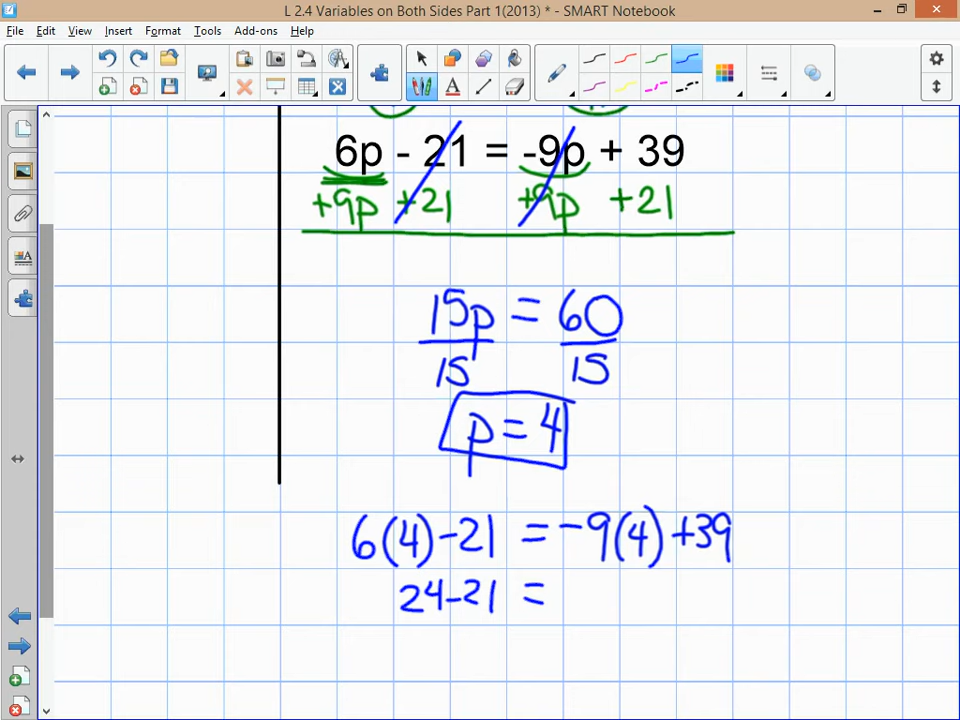 L 2.4 Variables on Both Sides Part 1(2013) * - SMART Notebook
File Edit View Insert Format Tools Add-ons Help
6p - 21 = -9p + 39
+9p +21 +9p +21
15p = 60
15 15
p = 4
6(4) -21 = -9(4) +39
24-21 =